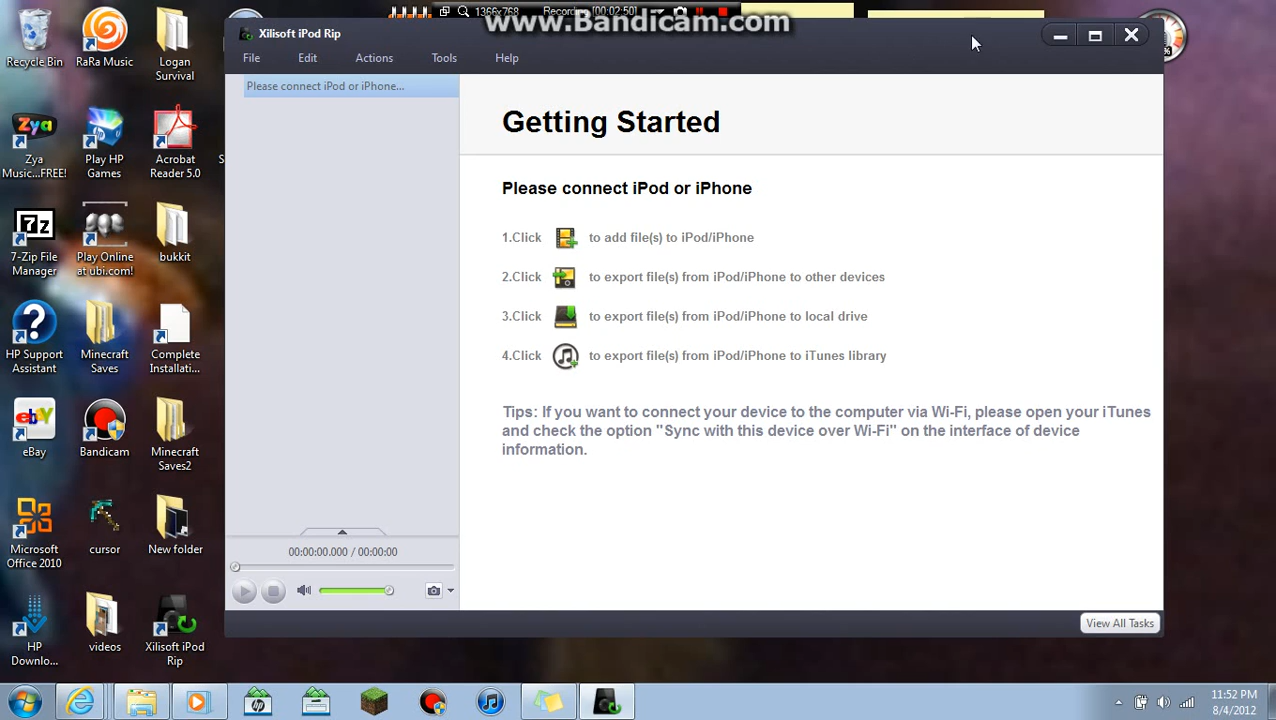 1366x768
Recording [00:02:50]
www.Bandicam.com
Xilisoft iPod Rip
File Edit Actions Tools Help
Please connect iPod or iPhone...
Getting Started
Please connect iPod or iPhone
1.Click to add file(s) to iPod/iPhone
2.Click to export file(s) from iPod/iPhone to other devices
3.Click to export file(s) from iPod/iPhone to local drive
4.Click to export file(s) from iPod/iPhone to iTunes library
Tips: If you want to connect your device to the computer via Wi-Fi, please open your iTunes
and check the option "Sync with this device over Wi-Fi" on the interface of device
information.
00:00:00.000 / 00:00:00
View All Tasks
Recycle Bin
RaRa Music
Logan
Survival
Zya
Zya
Music...FREE!
Play HP
Games
Acrobat
Reader 5.0
S
7z
7-Zip File
Manager
Play Online
at ubi.com!
bukkit
HP Support
Assistant
Minecraft
Saves
Complete
Installati...
ebY
eBay
Bandicam
Minecraft
Saves2
Microsoft
Office 2010
cursor
New folder
HP
Downlo...
videos
Xilisoft iPod
Rip
%
11:52 PM
8/4/2012